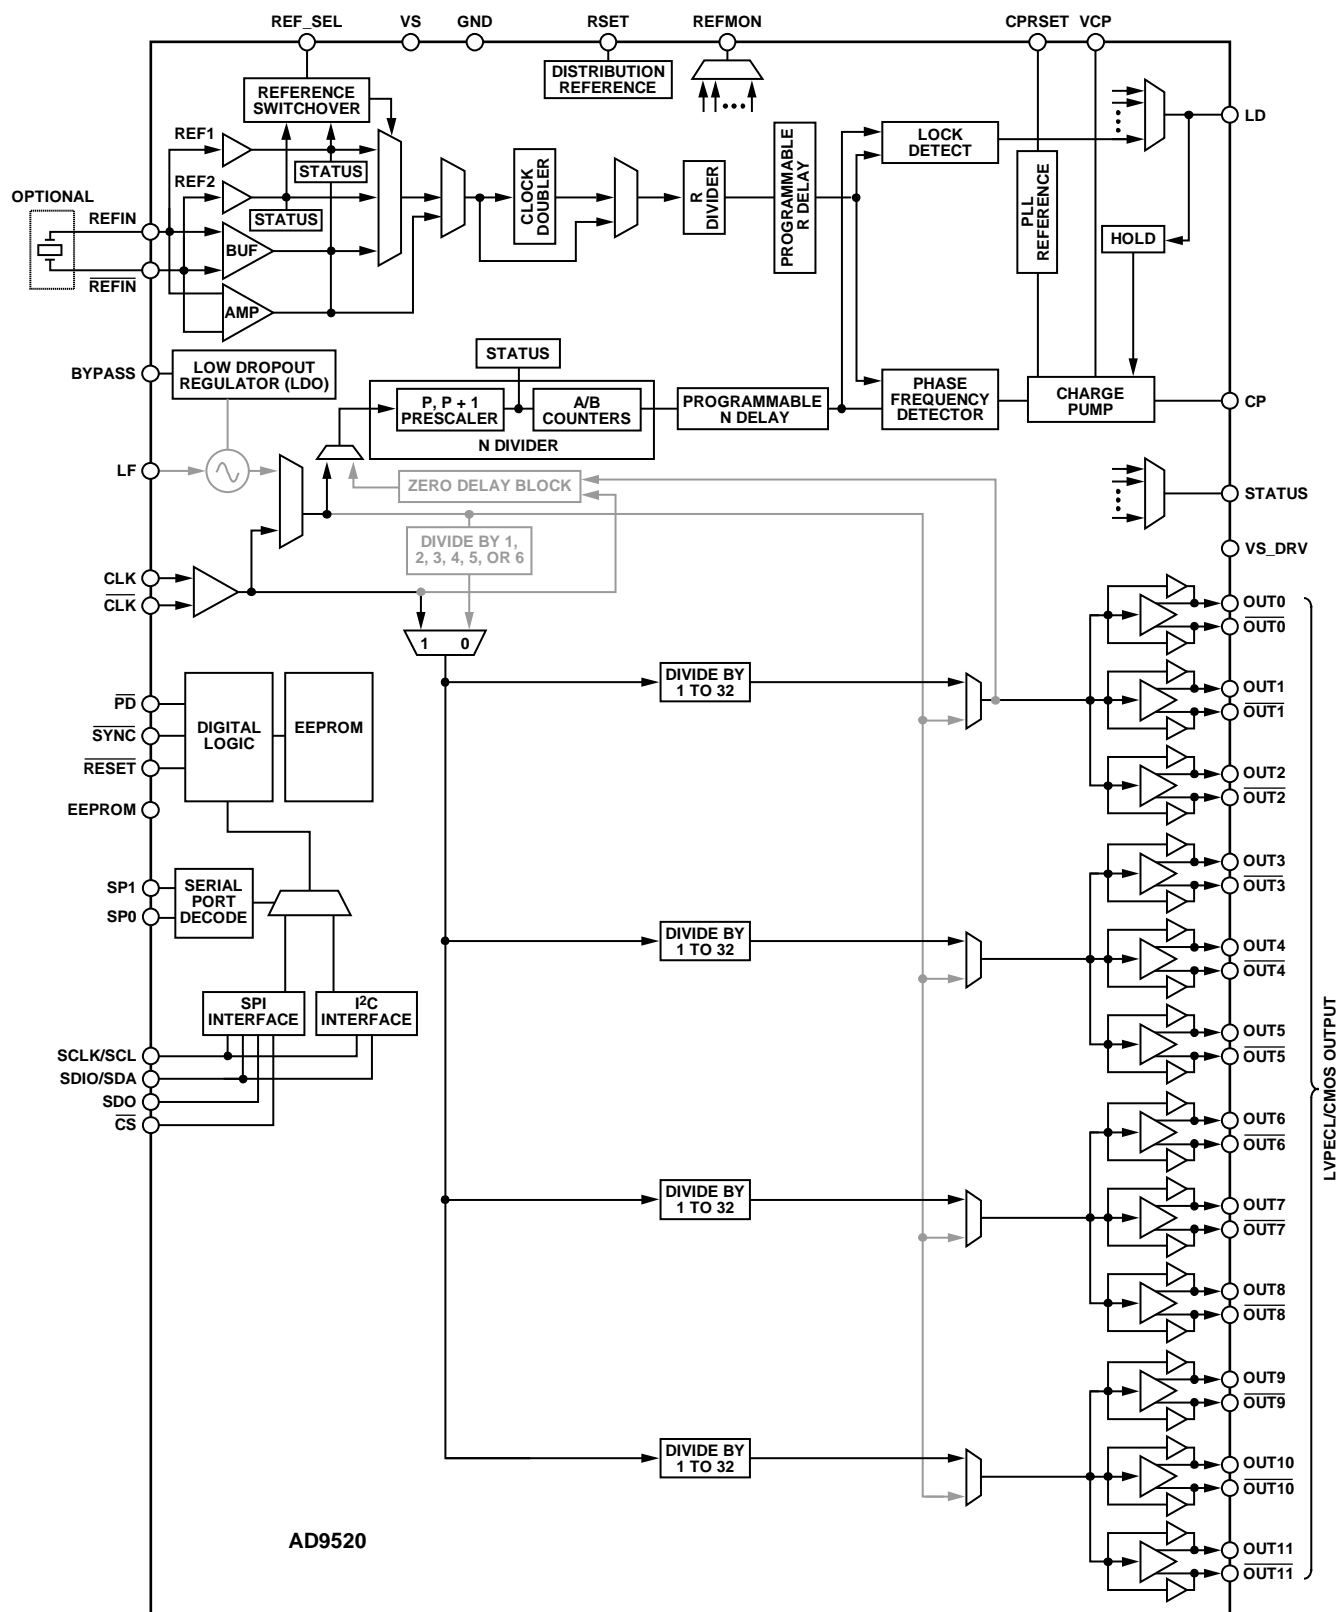 REF_SEL
VS
GND
RSET
REFMON
CPRSET
VCP
REFERENCE
SWITCHOVER
DISTRIBUTION
REFERENCE
REF1
REF2
STATUS
STATUS
OPTIONAL
REFIN
REFIN
BUF
AMP
CLOCK
DOUBLER
R
DIVIDER
PROGRAMMABLE
R DELAY
LOCK
DETECT
PLL
REFERENCE
LD
HOLD
BYPASS
LOW DROPOUT
REGULATOR (LDO)
STATUS
P, P + 1
PRESCALER
A/B
COUNTERS
N DIVIDER
PROGRAMMABLE
N DELAY
PHASE
FREQUENCY
DETECTOR
CHARGE
PUMP
CP
LF
ZERO DELAY BLOCK
STATUS
DIVIDE BY 1,
2, 3, 4, 5, OR 6
VS_DRV
CLK
CLK
1 0
OUT0
OUT0
DIVIDE BY
1 TO 32
OUT1
OUT1
PD
SYNC
RESET
DIGITAL
LOGIC
EEPROM
OUT2
OUT2
EEPROM
OUT3
OUT3
SP1
SP0
SERIAL
PORT
DECODE
DIVIDE BY
1 TO 32
OUT4
OUT4
SPI
INTERFACE
I2C
INTERFACE
OUT5
OUT5
SCLK/SCL
SDIO/SDA
SDO
CS
LVPECL/CMOS OUTPUT
OUT6
OUT6
DIVIDE BY
1 TO 32
OUT7
OUT7
OUT8
OUT8
OUT9
OUT9
DIVIDE BY
1 TO 32
OUT10
OUT10
AD9520
OUT11
OUT11